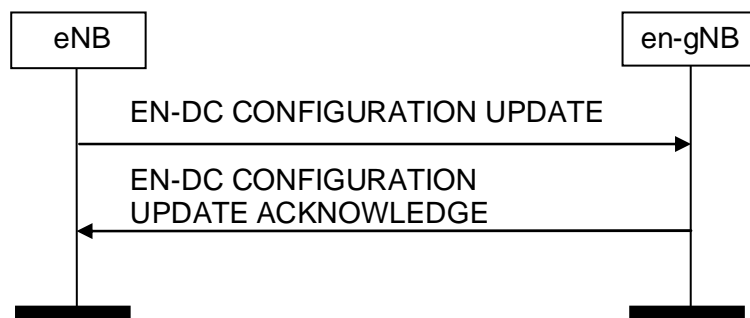 eNB
en-gNB
EN-DC CONFIGURATION UPDATE
EN-DC CONFIGURATION
UPDATE ACKNOWLEDGE